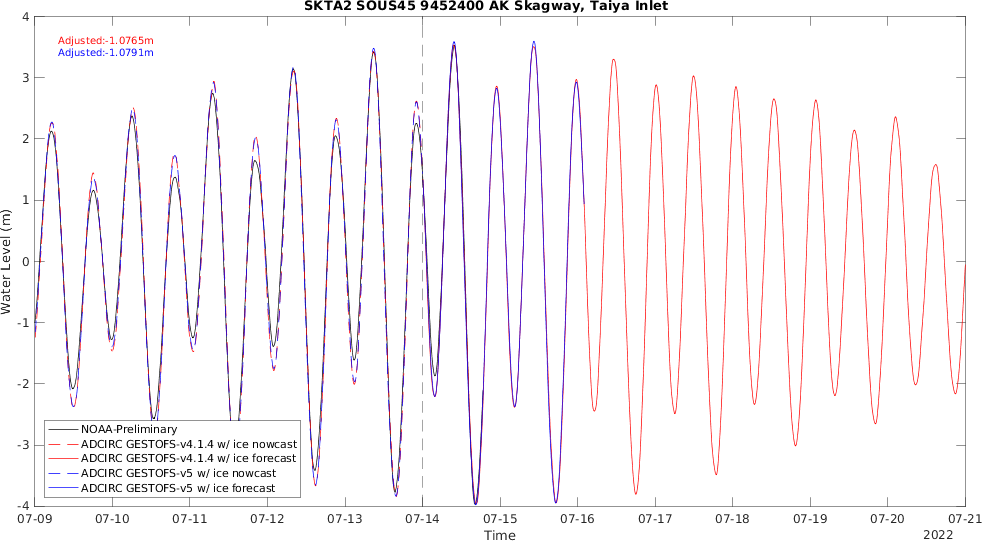 SKTA2 SOUS45 9452400 AK Skagway, Taiya Inlet
Adjusted:-1.0765m
Adjusted:-1.0791m
4
3
2
1
0
-1
-2
-3
-4
Water Level (m)
NOAA-Preliminary
ADCIRC GESTOFS-v4.1.4 w/ ice nowcast
ADCIRC GESTOFS-v4.1.4 w/ ice forecast
ADCIRC GESTOFS-v5 w/ ice nowcast
ADCIRC GESTOFS-v5 w/ ice forecast
07-09 07-10 07-11 07-12 07-13 07-14 07-15 07-16 07-17 07-18 07-19 07-20 07-21
Time
2022